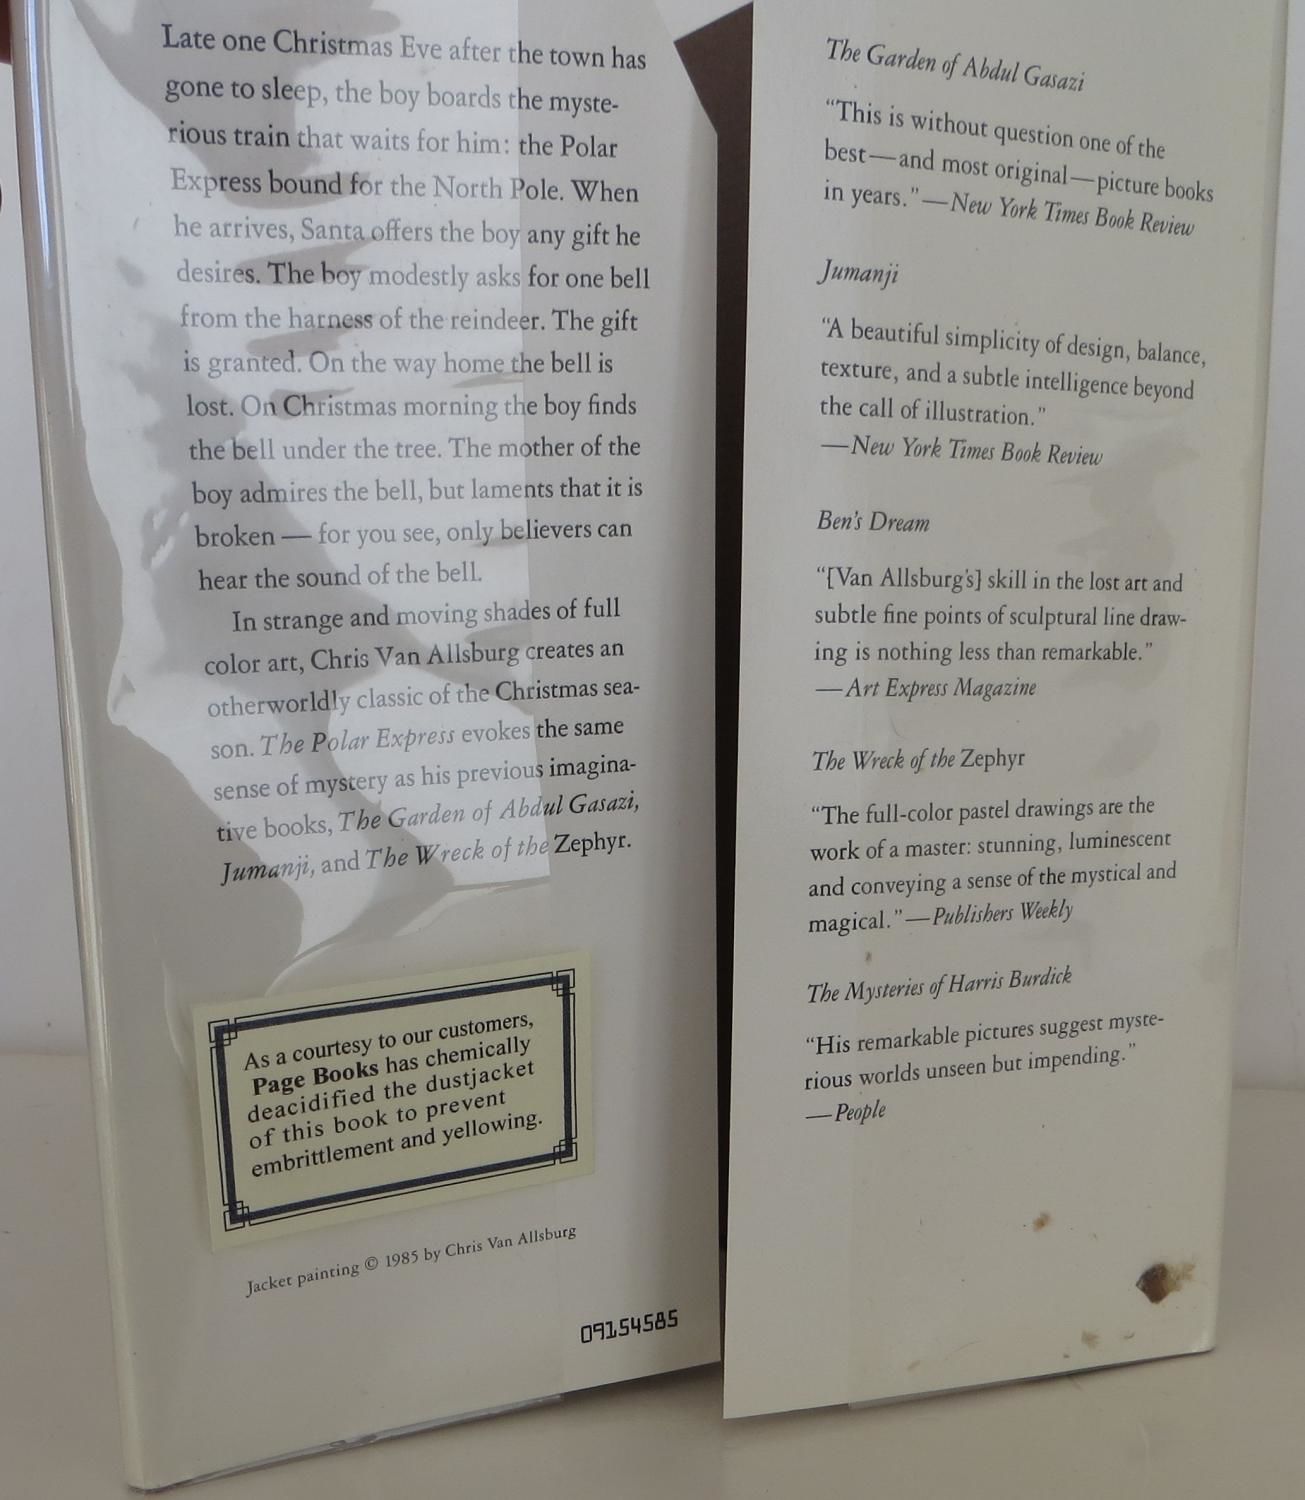 Late one Christmas Eve after the town has
gone to sleep, the boy boards the myste-
rious train that waits for him: the Polar
Express bound for the North Pole. When
he arrives, Santa offers the boy any gift he
desires. The boy modestly asks for one bell
from the harness of the reindeer. The gift
is granted. On the way home the bell is
lost. On Christmas morning the boy finds
the bell under the tree. The mother of the
boy admires the bell, but laments that it is
broken — for you see, only believers can
hear the sound of the bell.
In strange and moving shades of full
color art, Chris Van Allsburg creates an
otherworldly classic of the Christmas sea-
son. The Polar Express evokes the same
sense of mystery as his previous imagina-
tive books, The Garden of Abdul Gasazi,
Jumanji, and The Wreck of the Zephyr.
As a courtesy to our customers,
Page Books has chemically
deacidified the dustjacket
of this book to prevent
embrittlement and yellowing.
Jacket painting © 1985 by Chris Van Allsburg
09154585
The Garden of Abdul Gasazi
“This is without question one of the
best—and most original—picture books
in years.”—New York Times Book Review
Jumanji
“A beautiful simplicity of design, balance,
texture, and a subtle intelligence beyond
the call of illustration.”
—New York Times Book Review
Ben's Dream
“[Van Allsburg's] skill in the lost art and
subtle fine points of sculptural line draw-
ing is nothing less than remarkable.”
—Art Express Magazine
The Wreck of the Zephyr
“The full-color pastel drawings are the
work of a master: stunning, luminescent
and conveying a sense of the mystical and
magical.”—Publishers Weekly
The Mysteries of Harris Burdick
“His remarkable pictures suggest myste-
rious worlds unseen but impending.”
—People